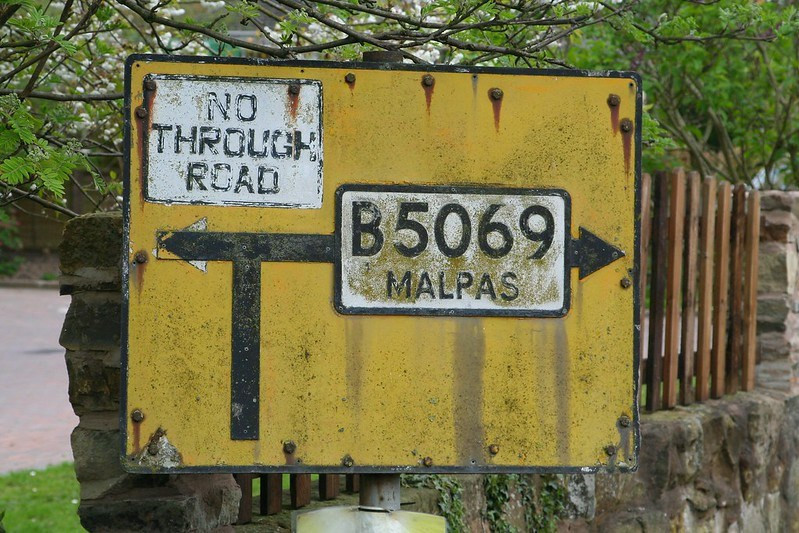 NO
THROUGH
ROAD
B5069
MALPAS